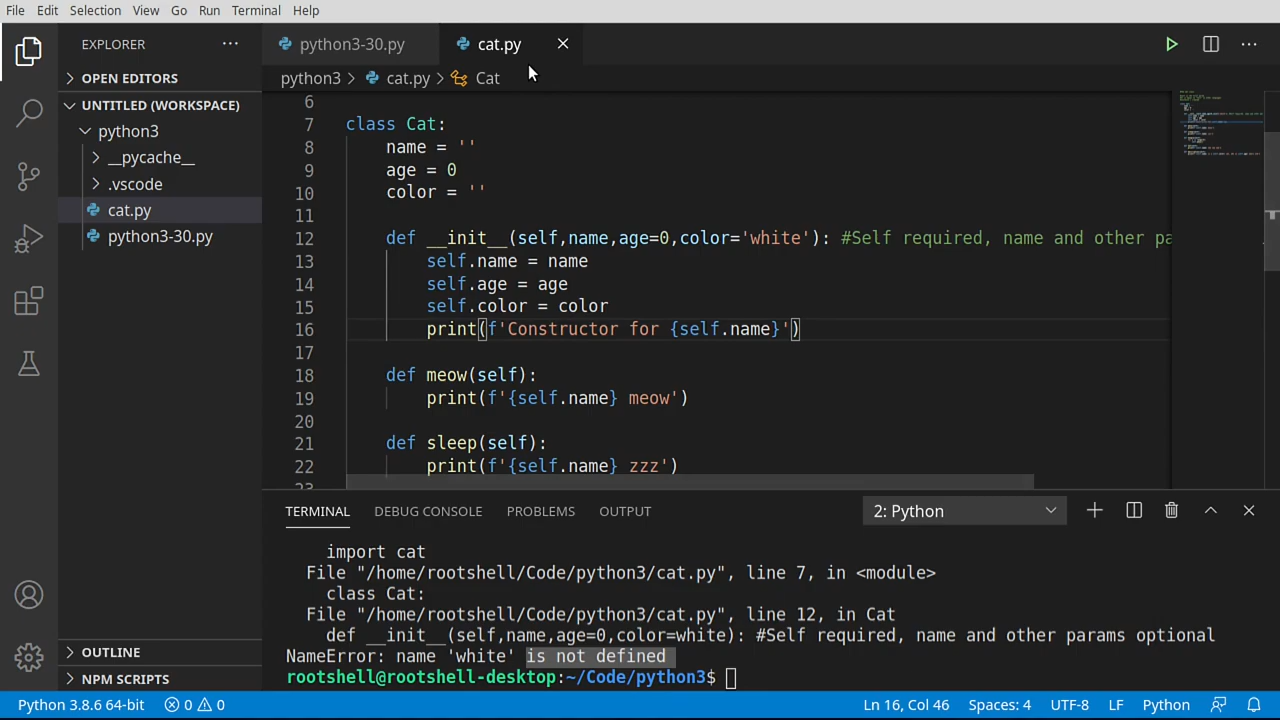 File Edit Selection View Go Run Terminal Help
EXPLORER
OPEN EDITORS
UNTITLED (WORKSPACE)
python3
__pycache__
.vscode
cat.py
python3-30.py
OUTLINE
NPM SCRIPTS
python3-30.py cat.py
python3 > cat.py > Cat
6
7 class Cat:
8 name = ''
9 age = 0
10 color = ''
11
12 def __init__(self,name,age=0,color='white'): #Self required, name and other pa
13 self.name = name
14 self.age = age
15 self.color = color
16 print(f'Constructor for {self.name}')
17
18 def meow(self):
19 print(f'{self.name} meow')
20
21 def sleep(self):
22 print(f'{self.name} zzz')
23
TERMINAL DEBUG CONSOLE PROBLEMS OUTPUT 2: Python
import cat
File "/home/rootshell/Code/python3/cat.py", line 7, in <module>
class Cat:
File "/home/rootshell/Code/python3/cat.py", line 12, in Cat
def __init__(self,name,age=0,color=white): #Self required, name and other params optional
NameError: name 'white' is not defined
rootshell@rootshell-desktop:~/Code/python3$
Python 3.8.6 64-bit 0 0 Ln 16, Col 46 Spaces: 4 UTF-8 LF Python